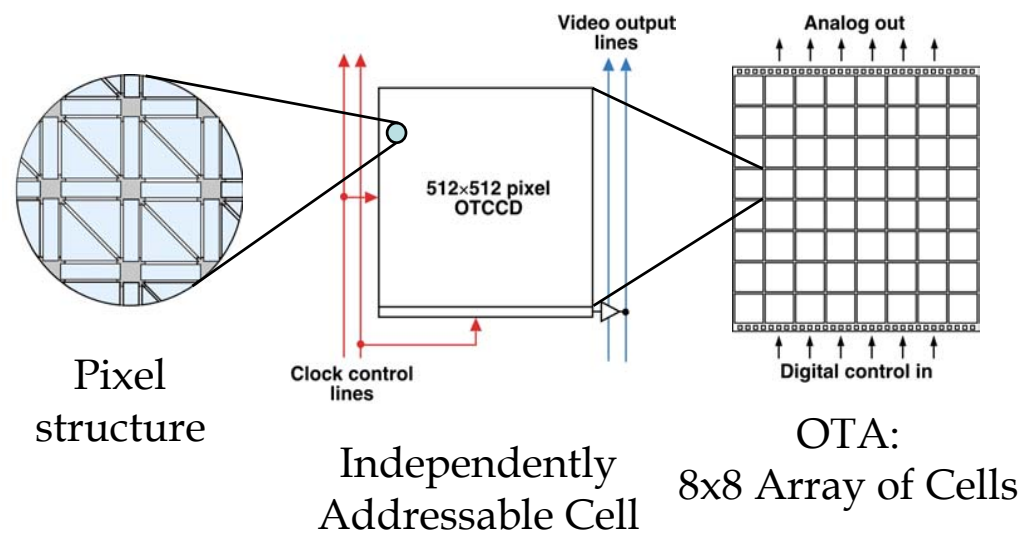 Video output
lines
Analog out
512×512 pixel
OTCCD
Clock control
lines
Digital control in
Pixel
structure
Independently
Addressable Cell
OTA:
8x8 Array of Cells